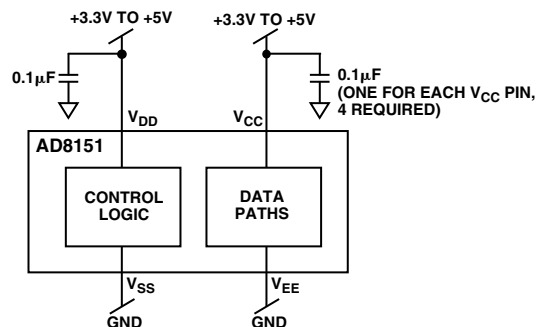 +3.3V TO +5V
+3.3V TO +5V
0.1µF
0.1µF
(ONE FOR EACH VCC PIN,
4 REQUIRED)
VDD
VCC
AD8151
CONTROL
LOGIC
DATA
PATHS
VSS
VEE
GND
GND